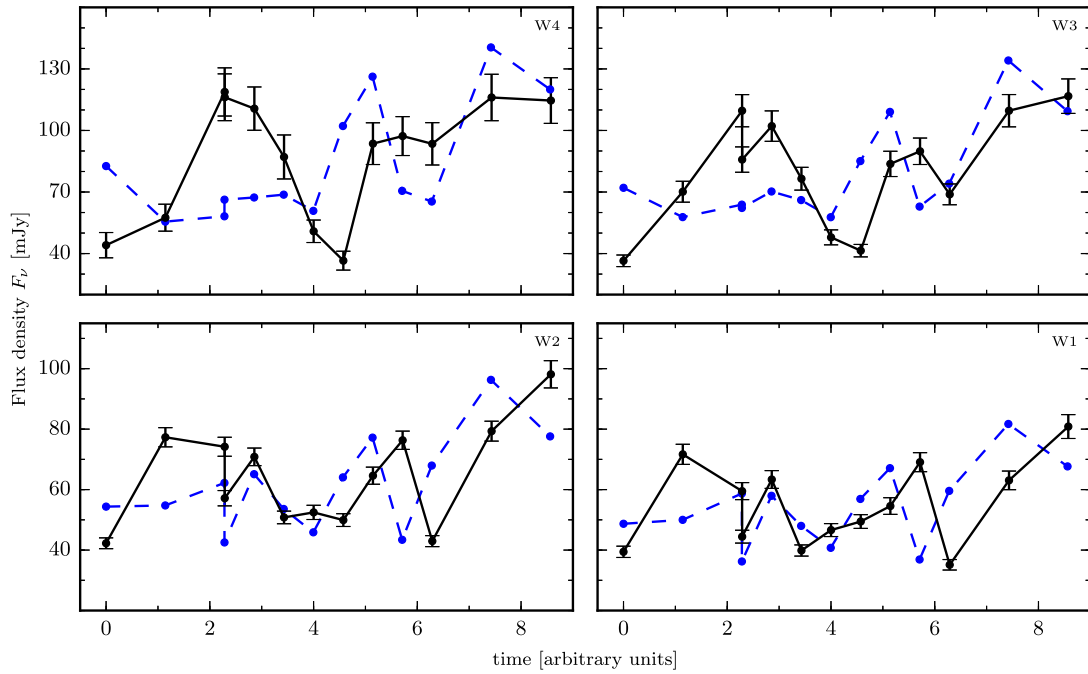 W4
W3
130
100
70
40
Flux density Fν [mJy]
W2
W1
100
80
60
40
0 2 4 6 8 0 2 4 6 8
time [arbitrary units]